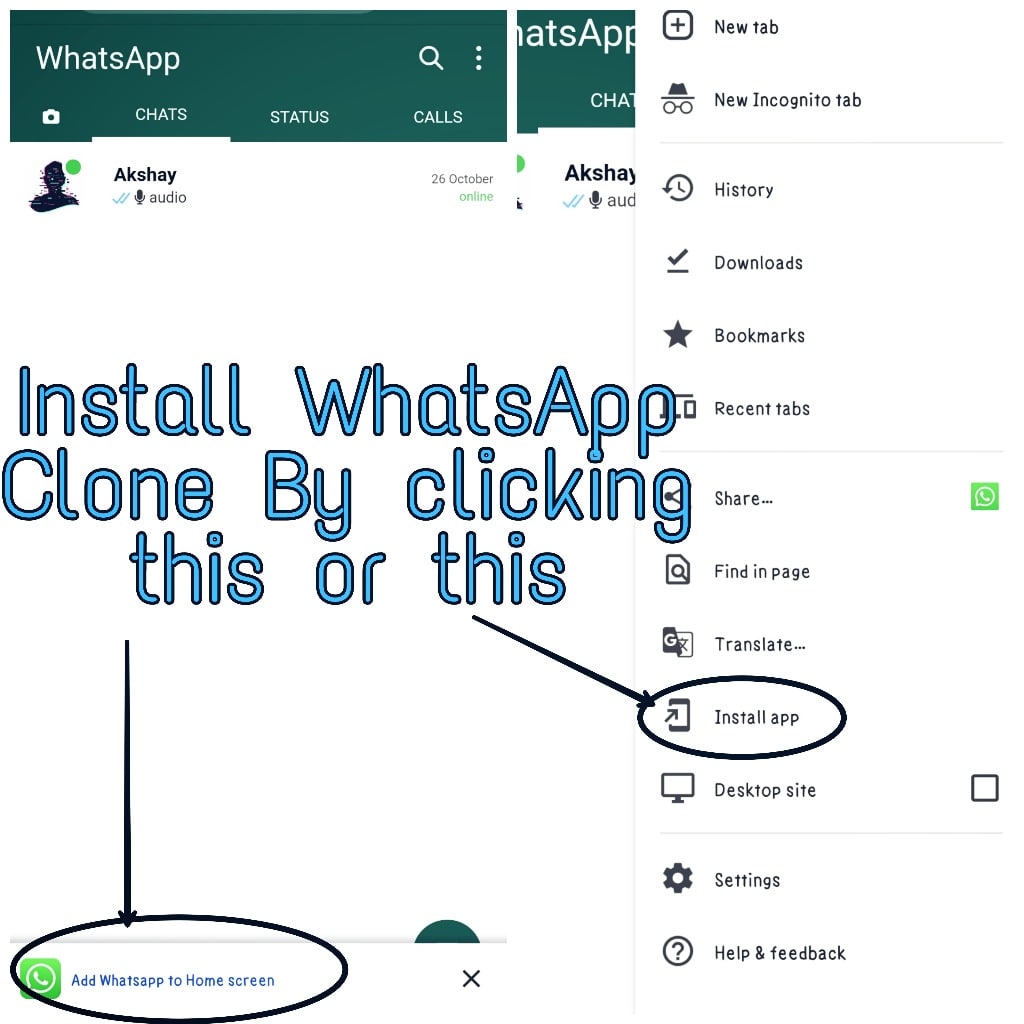 WhatsApp
CHATS
STATUS
CALLS
Akshay
26 October
audio
online
Install WhatsApp
Clone By clicking
this or this
Add Whatsapp to Home screen
hatsApp
CHAT
Akshay
aud
New tab
New Incognito tab
History
Downloads
Bookmarks
Recent tabs
Share...
Find in page
Translate...
Install app
Desktop site
Settings
Help & feedback